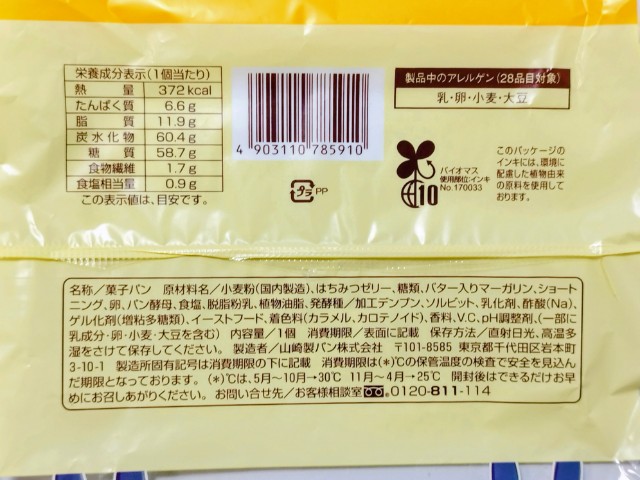 栄養成分表示(1個当たり)
熱量 372kcal
たんぱく質 6.6g
脂質 11.9g
炭水化物 60.4g
糖質 58.7g
食物繊維 1.7g
食塩相当量 0.9g
この表示値は、目安です。
4 903110 785910
プラ PP
製品中のアレルゲン(28品目対象)
乳・卵・小麦・大豆
バイオマス
使用部位:インキ
No.170033
10
このパッケージの
インキには、環境に
配慮した植物由来
の原料を使用して
おります。
名称/菓子パン 原材料名/小麦粉(国内製造)、はちみつゼリー、糖類、バター入りマーガリン、ショート
ニング、卵、パン酵母、食塩、脱脂粉乳、植物油脂、発酵種/加工デンプン、ソルビット、乳化剤、酢酸(Na)、
ゲル化剤(増粘多糖類)、イーストフード、着色料(カラメル、カロテノイド)、香料、V.C、pH調整剤、(一部に
乳成分・卵・小麦・大豆を含む) 内容量/1個 消費期限/表面に記載 保存方法/直射日光、高温多
湿をさけて保存してください。 製造者/山崎製パン株式会社 〒101-8585 東京都千代田区岩本町
3-10-1 製造所固有記号は消費期限の下に記載 消費期限は(*)℃の保管温度の検査で安全を見込ん
だ期限となっております。 (*)℃は、5月～10月→30℃ 11月～4月→25℃ 開封後はできるだけお早
めにお召しあがりください。 お問い合せ先/お客様相談室 0120-811-114